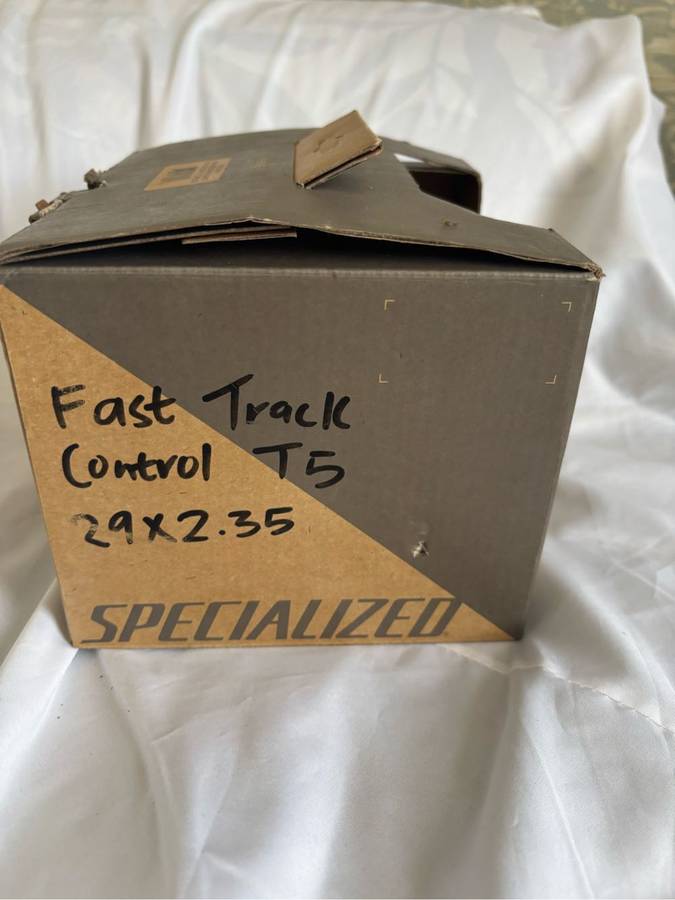 Fast Track
Control T5
29x2.35
SPECIALIZED